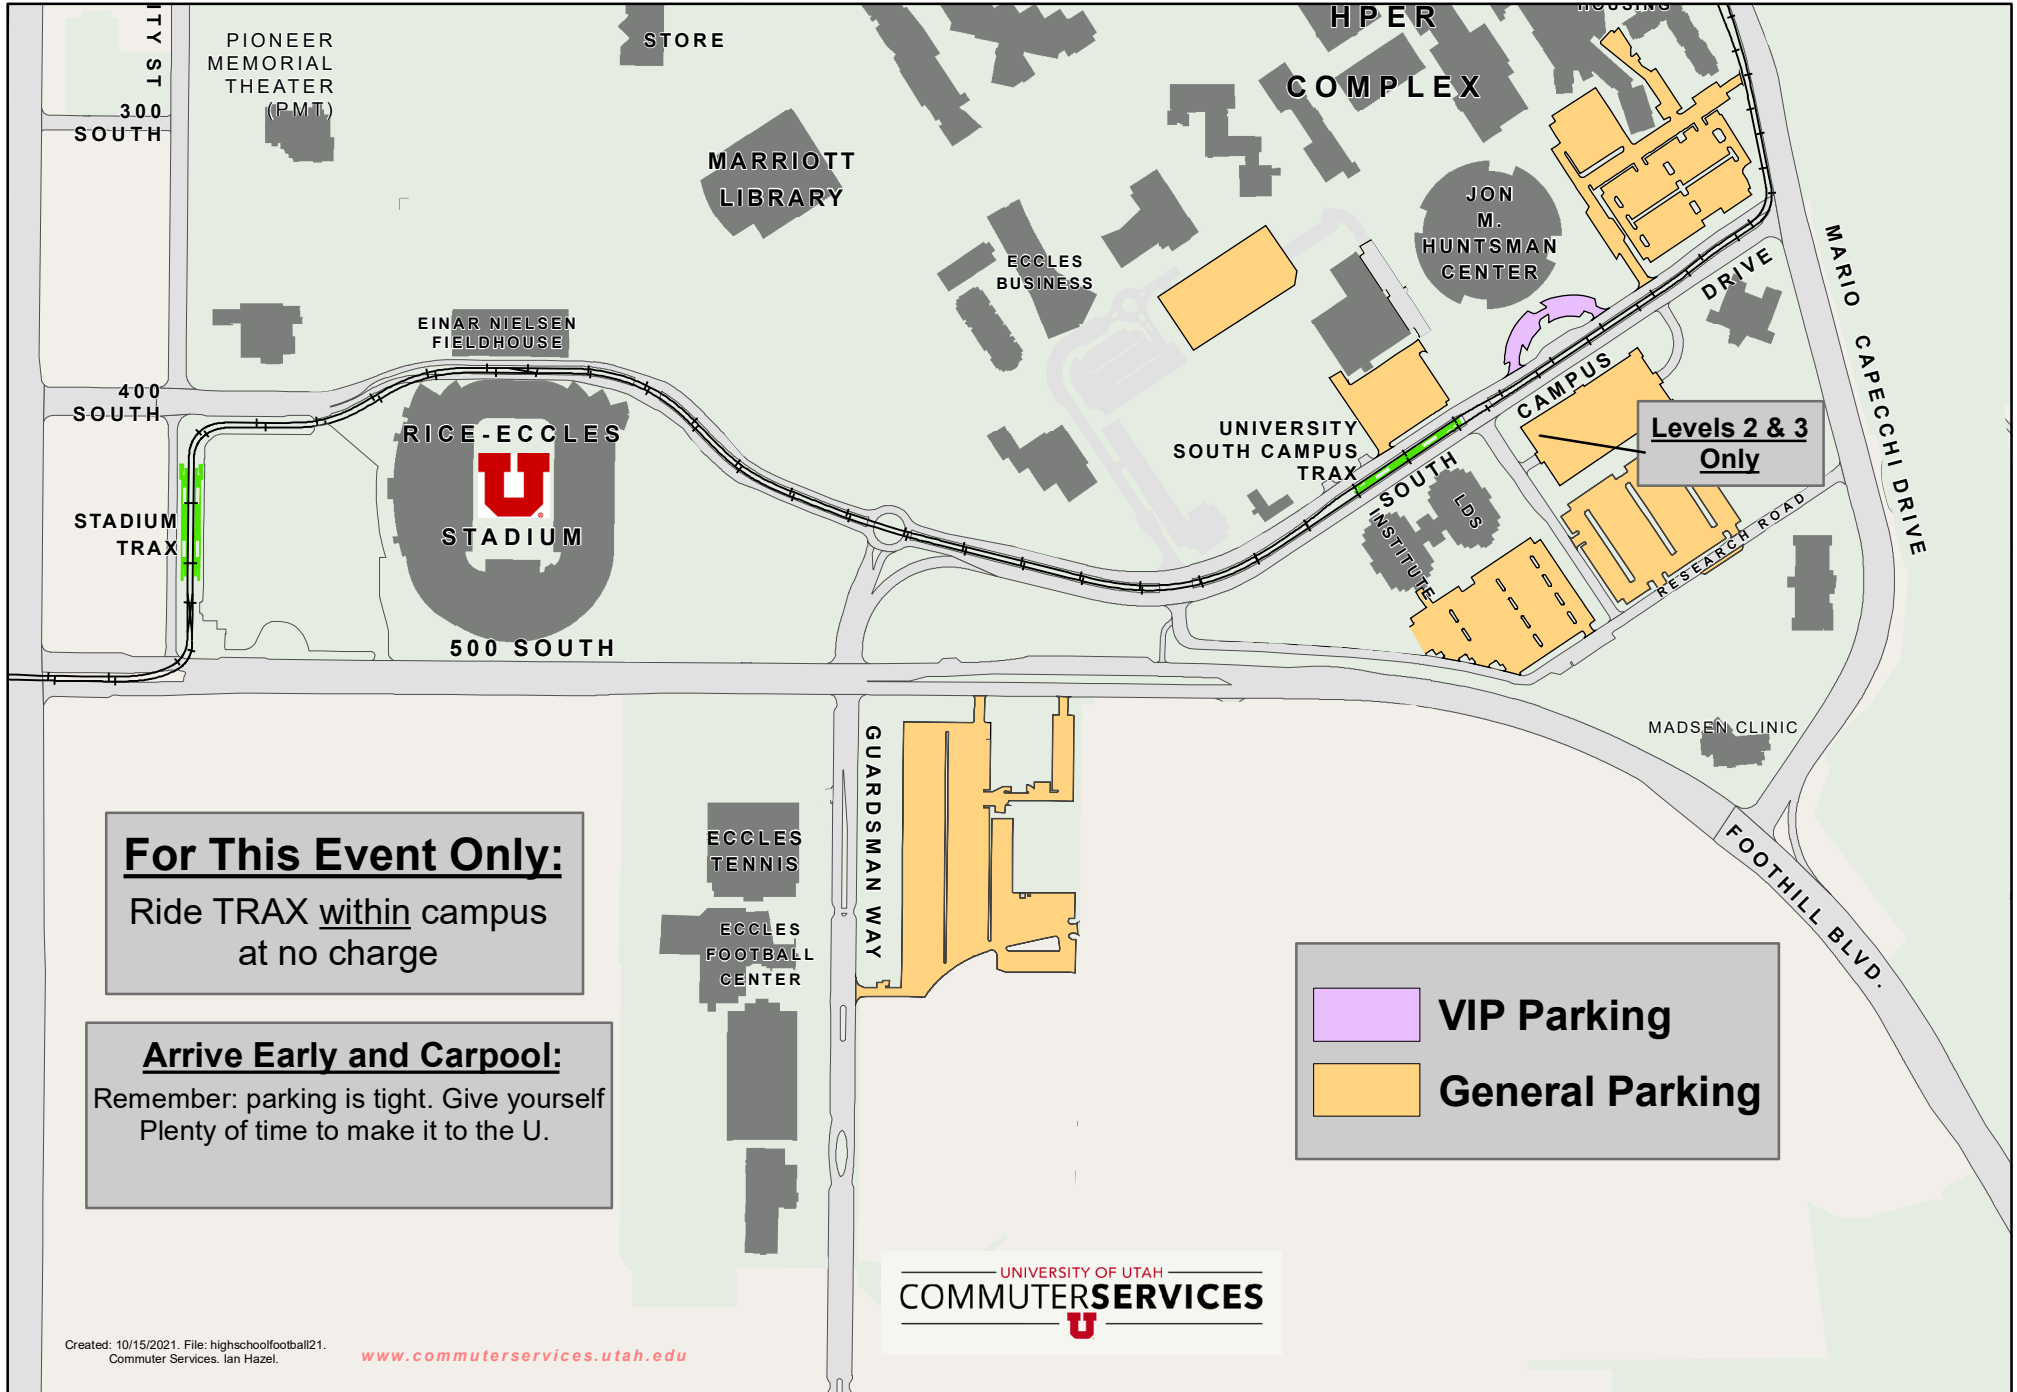 HPER
HOUSING
COMPLEX
STORE
PIONEER
MEMORIAL
THEATER
(PMT)
300
SOUTH
MARRIOTT
LIBRARY
JON
M.
HUNTSMAN
CENTER
ECCLES
BUSINESS
MARIO CAPECCHI DRIVE
SOUTH CAMPUS DRIVE
EINAR NIELSEN
FIELDHOUSE
400
SOUTH
RICE-ECCLES
U
STADIUM
UNIVERSITY
SOUTH CAMPUS
TRAX
Levels 2 & 3
Only
LDS
INSTITUTE
RESEARCH ROAD
STADIUM
TRAX
500 SOUTH
MADSEN CLINIC
GUARDSMAN WAY
FOOTHILL BLVD.
ECCLES
TENNIS
ECCLES
FOOTBALL
CENTER
For This Event Only:
Ride TRAX within campus
at no charge
Arrive Early and Carpool:
Remember: parking is tight. Give yourself
Plenty of time to make it to the U.
VIP Parking
General Parking
UNIVERSITY OF UTAH
COMMUTERSERVICES
U
Created: 10/15/2021. File: highschoolfootball21.
Commuter Services. Ian Hazel.
www.commuterservices.utah.edu